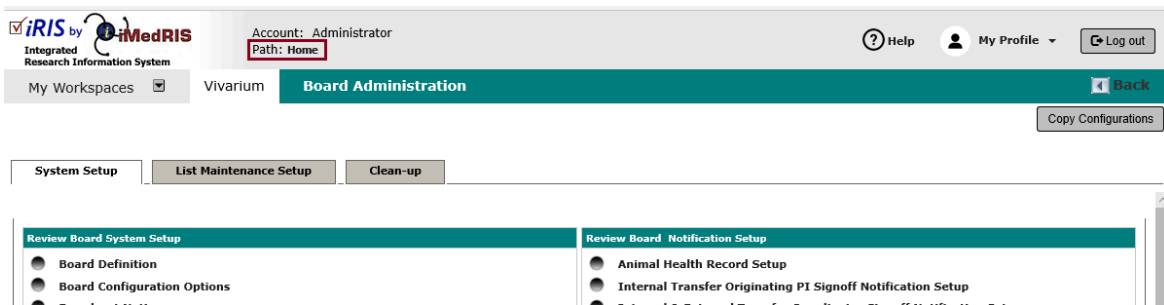 iRIS by iMedRIS
Integrated
Research Information System
Account: Administrator
Path: Home
Help
My Profile
Log out
My Workspaces
Vivarium
Board Administration
Back
Copy Configurations
System Setup
List Maintenance Setup
Clean-up
Review Board System Setup
Review Board Notification Setup
Board Definition
Animal Health Record Setup
Board Configuration Options
Internal Transfer Originating PI Signoff Notification Setup